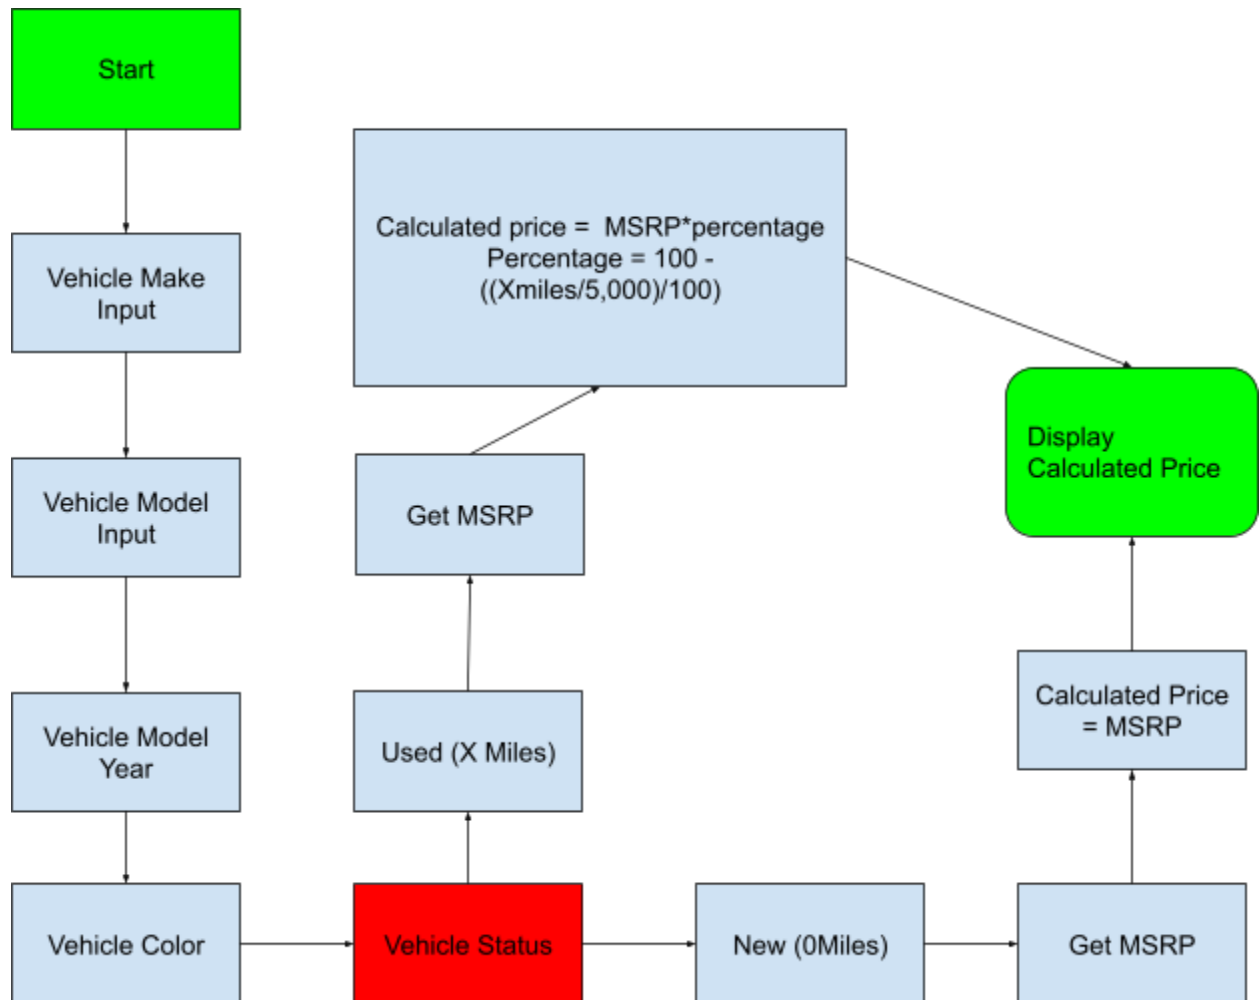 Start
Vehicle Make
Input
Vehicle Model
Input
Vehicle Model
Year
Vehicle Color
Vehicle Status
Used (X Miles)
Get MSRP
Calculated price =  MSRP*percentage
Percentage = 100 -
((Xmiles/5,000)/100)
New (0Miles)
Get MSRP
Calculated Price
= MSRP
Display
Calculated Price